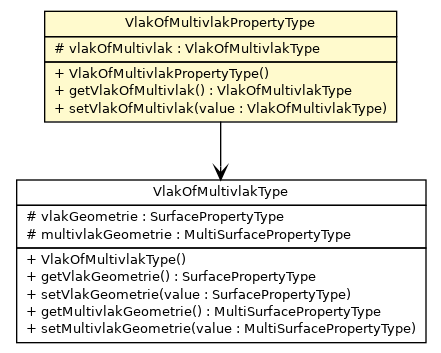 VlakOfMultivlakPropertyType
# vlakOfMultivlak : VlakOfMultivlakType
+ VlakOfMultivlakPropertyType()
+ getVlakOfMultivlak() : VlakOfMultivlakType
+ setVlakOfMultivlak(value : VlakOfMultivlakType)
VlakOfMultivlakType
# vlakGeometrie : SurfacePropertyType
# multivlakGeometrie : MultiSurfacePropertyType
+ VlakOfMultivlakType()
+ getVlakGeometrie() : SurfacePropertyType
+ setVlakGeometrie(value : SurfacePropertyType)
+ getMultivlakGeometrie() : MultiSurfacePropertyType
+ setMultivlakGeometrie(value : MultiSurfacePropertyType)